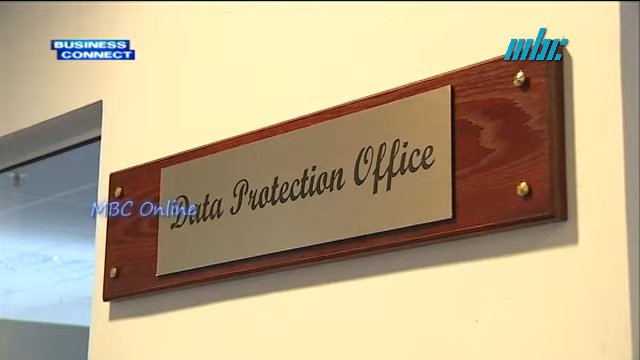 BUSINESS
CONNECT
mbc
Data Protection Office
MBC Online